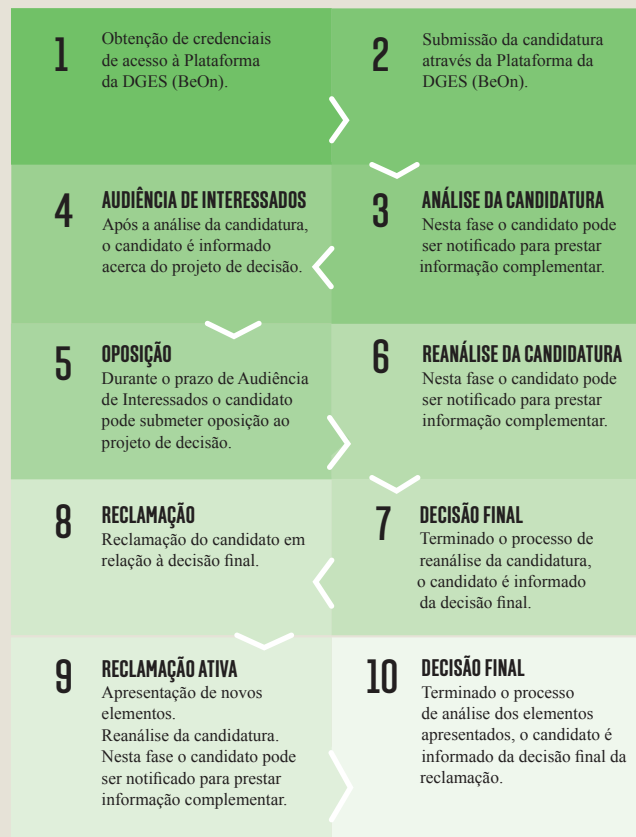 1
Obtenção de credenciais
de acesso à Plataforma
da DGES (BeOn).
2
Submissão da candidatura
através da Plataforma da
DGES (BeOn).
3
ANÁLISE DA CANDIDATURA
Nesta fase o candidato pode
ser notificado para prestar
informação complementar.
4
AUDIÊNCIA DE INTERESSADOS
Após a análise da candidatura,
o candidato é informado
acerca do projeto de decisão.
5
OPOSIÇÃO
Durante o prazo de Audiência
de Interessados o candidato
pode submeter oposição ao
projeto de decisão.
6
REANÁLISE DA CANDIDATURA
Nesta fase o candidato pode
ser notificado para prestar
informação complementar.
7
DECISÃO FINAL
Terminado o processo de
reanálise da candidatura,
o candidato é informado
da decisão final.
8
RECLAMAÇÃO
Reclamação do candidato em
relação à decisão final.
9
RECLAMAÇÃO ATIVA
Apresentação de novos
elementos.
Reanálise da candidatura.
Nesta fase o candidato pode
ser notificado para prestar
informação complementar.
10
DECISÃO FINAL
Terminado o processo
de análise dos elementos
apresentados, o candidato é
informado da decisão final da
reclamação.